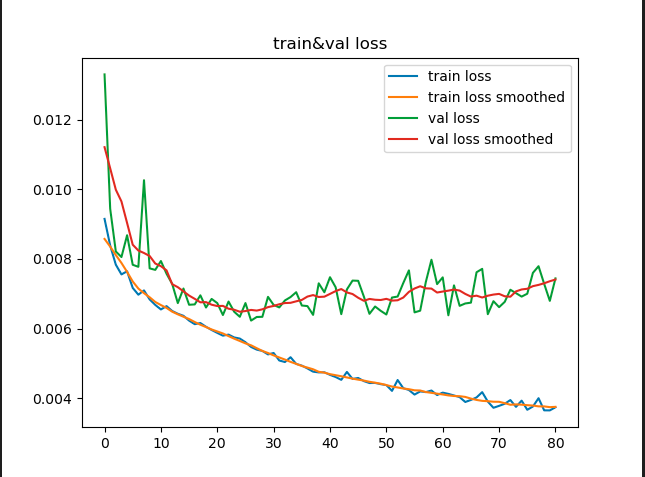 train&val loss
train loss
train loss smoothed
val loss
val loss smoothed
0.012
0.010
0.008
0.006
0.004
0 10 20 30 40 50 60 70 80